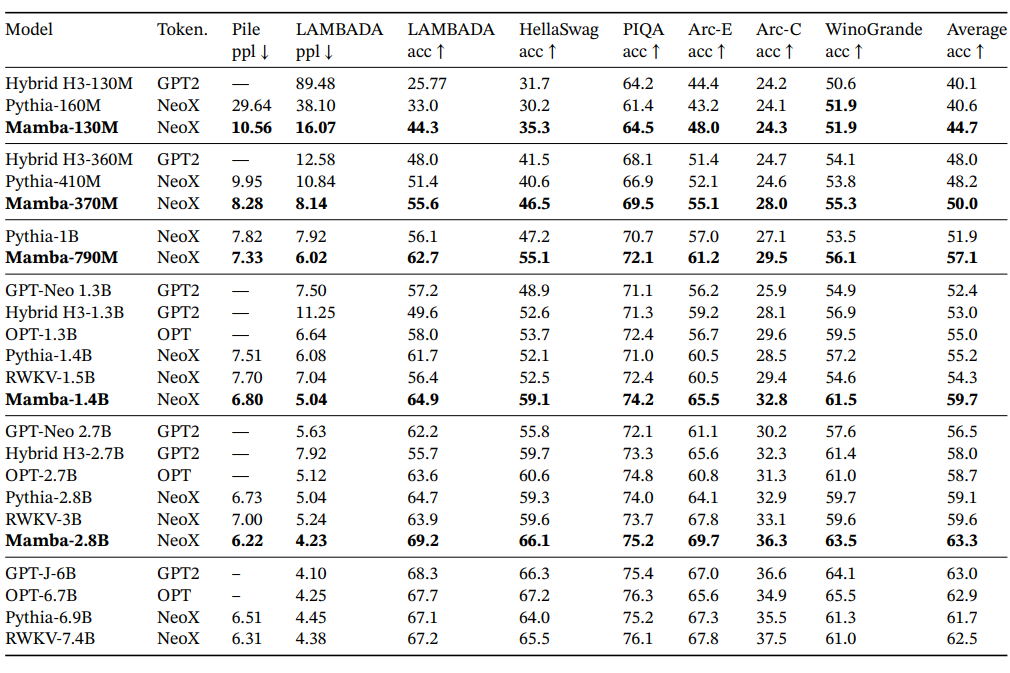 Model Token. Pile LAMBADA LAMBADA HellaSwag PIQA Arc-E Arc-C WinoGrande Average
ppl ↓ ppl ↓ acc ↑ acc ↑ acc ↑ acc ↑ acc ↑ acc ↑ acc ↑
Hybrid H3-130M GPT2 — 89.48 25.77 31.7 64.2 44.4 24.2 50.6 40.1
Pythia-160M NeoX 29.64 38.10 33.0 30.2 61.4 43.2 24.1 51.9 40.6
Mamba-130M NeoX 10.56 16.07 44.3 35.3 64.5 48.0 24.3 51.9 44.7
Hybrid H3-360M GPT2 — 12.58 48.0 41.5 68.1 51.4 24.7 54.1 48.0
Pythia-410M NeoX 9.95 10.84 51.4 40.6 66.9 52.1 24.6 53.8 48.2
Mamba-370M NeoX 8.28 8.14 55.6 46.5 69.5 55.1 28.0 55.3 50.0
Pythia-1B NeoX 7.82 7.92 56.1 47.2 70.7 57.0 27.1 53.5 51.9
Mamba-790M NeoX 7.33 6.02 62.7 55.1 72.1 61.2 29.5 56.1 57.1
GPT-Neo 1.3B GPT2 — 7.50 57.2 48.9 71.1 56.2 25.9 54.9 52.4
Hybrid H3-1.3B GPT2 — 11.25 49.6 52.6 71.3 59.2 28.1 56.9 53.0
OPT-1.3B OPT — 6.64 58.0 53.7 72.4 56.7 29.6 59.5 55.0
Pythia-1.4B NeoX 7.51 6.08 61.7 52.1 71.0 60.5 28.5 57.2 55.2
RWKV-1.5B NeoX 7.70 7.04 56.4 52.5 72.4 60.5 29.4 54.6 54.3
Mamba-1.4B NeoX 6.80 5.04 64.9 59.1 74.2 65.5 32.8 61.5 59.7
GPT-Neo 2.7B GPT2 — 5.63 62.2 55.8 72.1 61.1 30.2 57.6 56.5
Hybrid H3-2.7B GPT2 — 7.92 55.7 59.7 73.3 65.6 32.3 61.4 58.0
OPT-2.7B OPT — 5.12 63.6 60.6 74.8 60.8 31.3 61.0 58.7
Pythia-2.8B NeoX 6.73 5.04 64.7 59.3 74.0 64.1 32.9 59.7 59.1
RWKV-3B NeoX 7.00 5.24 63.9 59.6 73.7 67.8 33.1 59.6 59.6
Mamba-2.8B NeoX 6.22 4.23 69.2 66.1 75.2 69.7 36.3 63.5 63.3
GPT-J-6B GPT2 – 4.10 68.3 66.3 75.4 67.0 36.6 64.1 63.0
OPT-6.7B OPT – 4.25 67.7 67.2 76.3 65.6 34.9 65.5 62.9
Pythia-6.9B NeoX 6.51 4.45 67.1 64.0 75.2 67.3 35.5 61.3 61.7
RWKV-7.4B NeoX 6.31 4.38 67.2 65.5 76.1 67.8 37.5 61.0 62.5